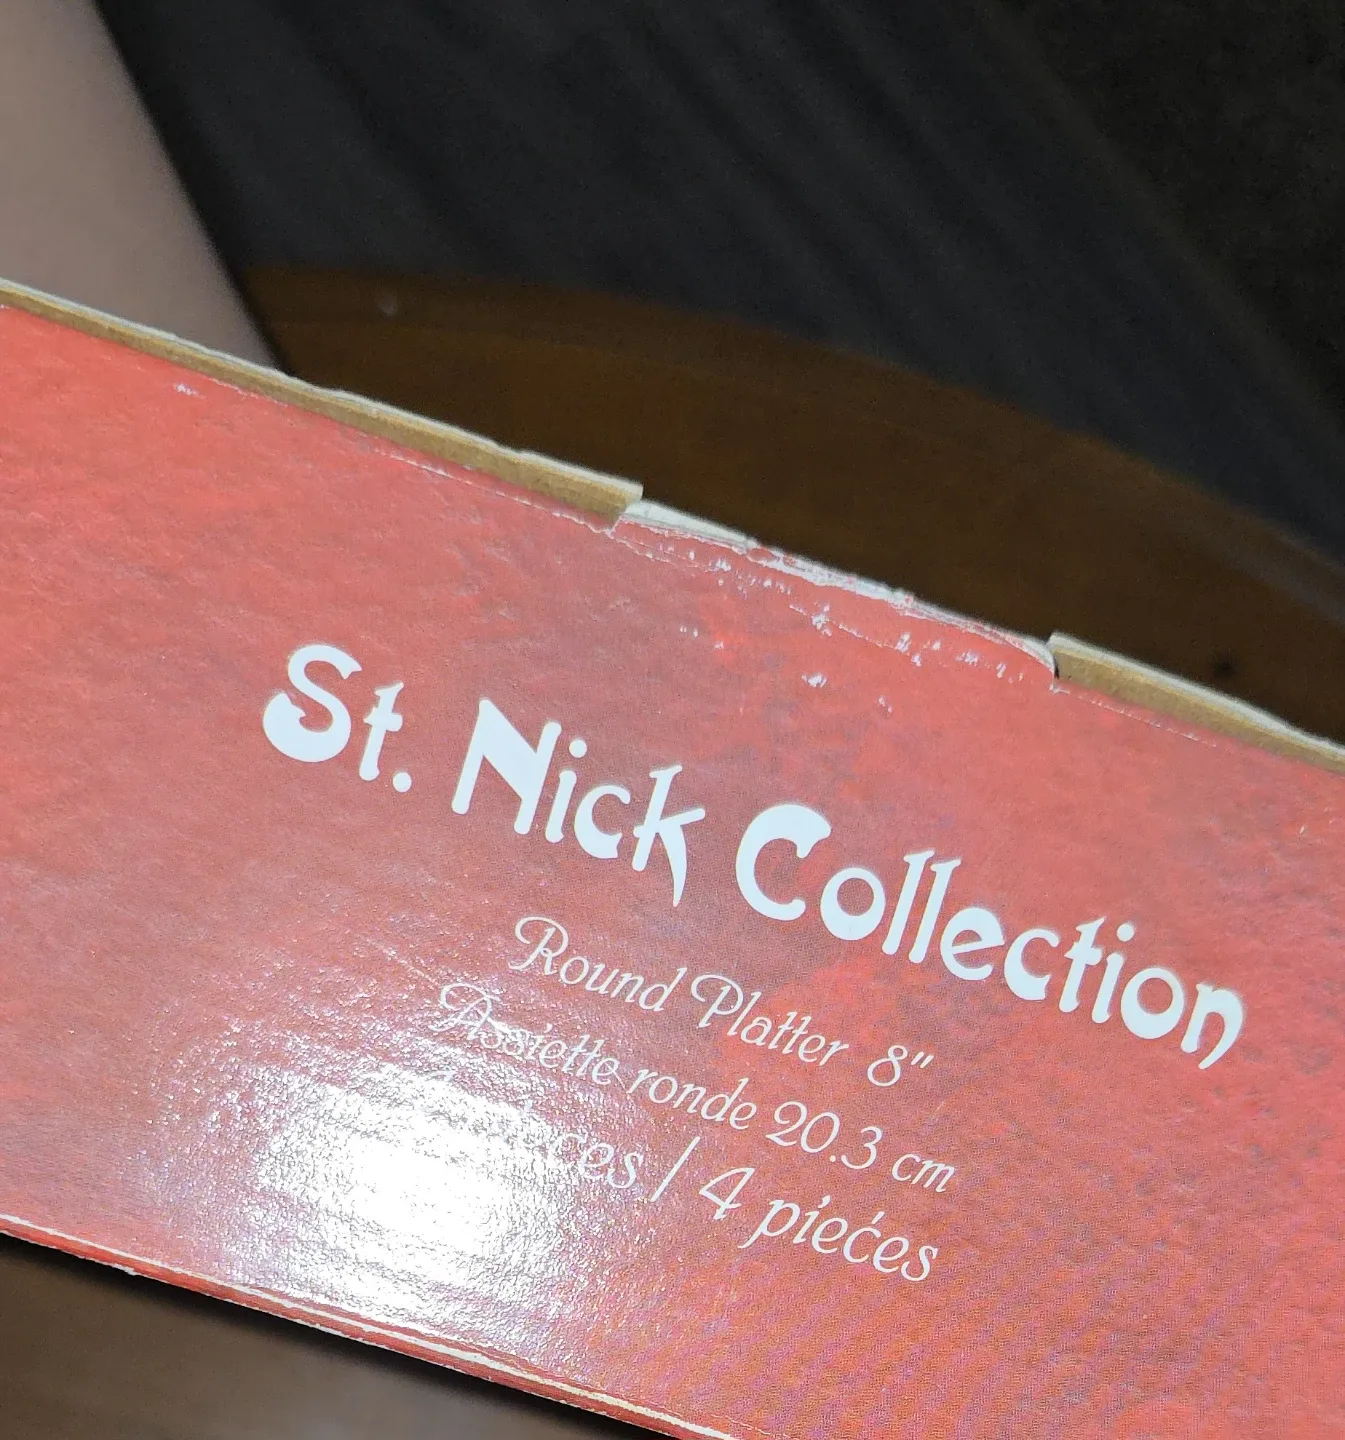 St. Nick Collection
Round Platter 8"
Assiette ronde 20.3 cm
/ 4 piećes